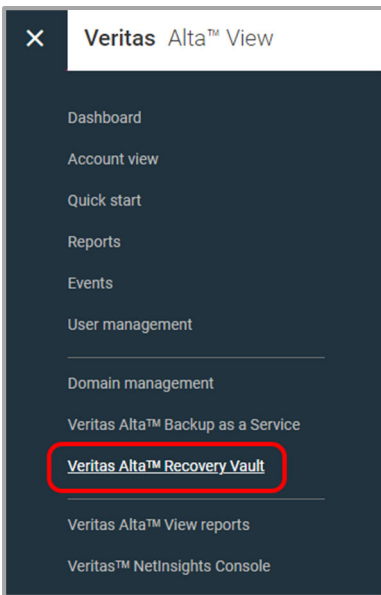 Veritas Alta™ View
Dashboard
Account view
Quick start
Reports
Events
User management
Domain management
Veritas Alta™ Backup as a Service
Veritas Alta™ Recovery Vault
Veritas Alta™ View reports
Veritas™ NetInsights Console